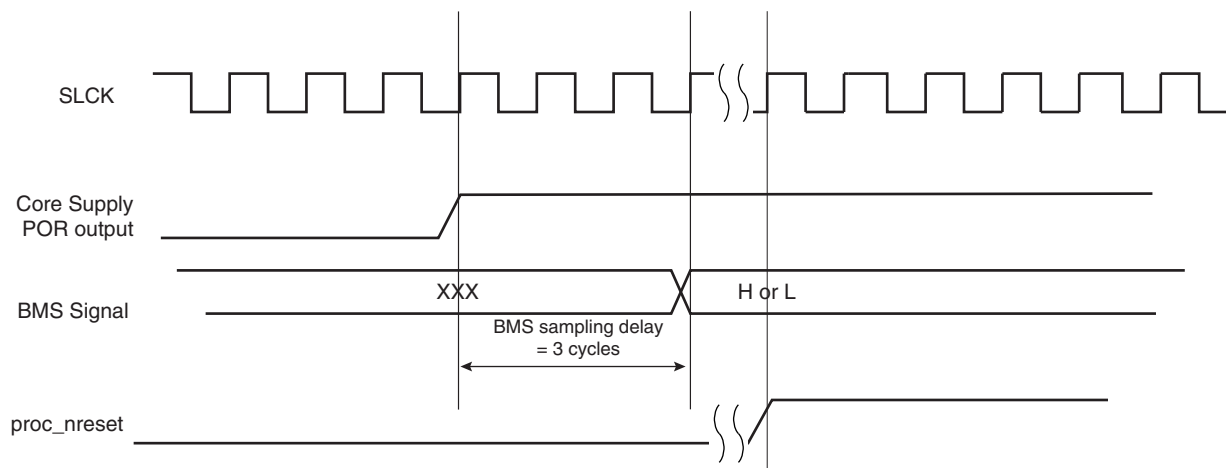 SLCK
Core Supply
POR output
BMS Signal
XXX
H or L
BMS sampling delay
= 3 cycles
proc_nreset